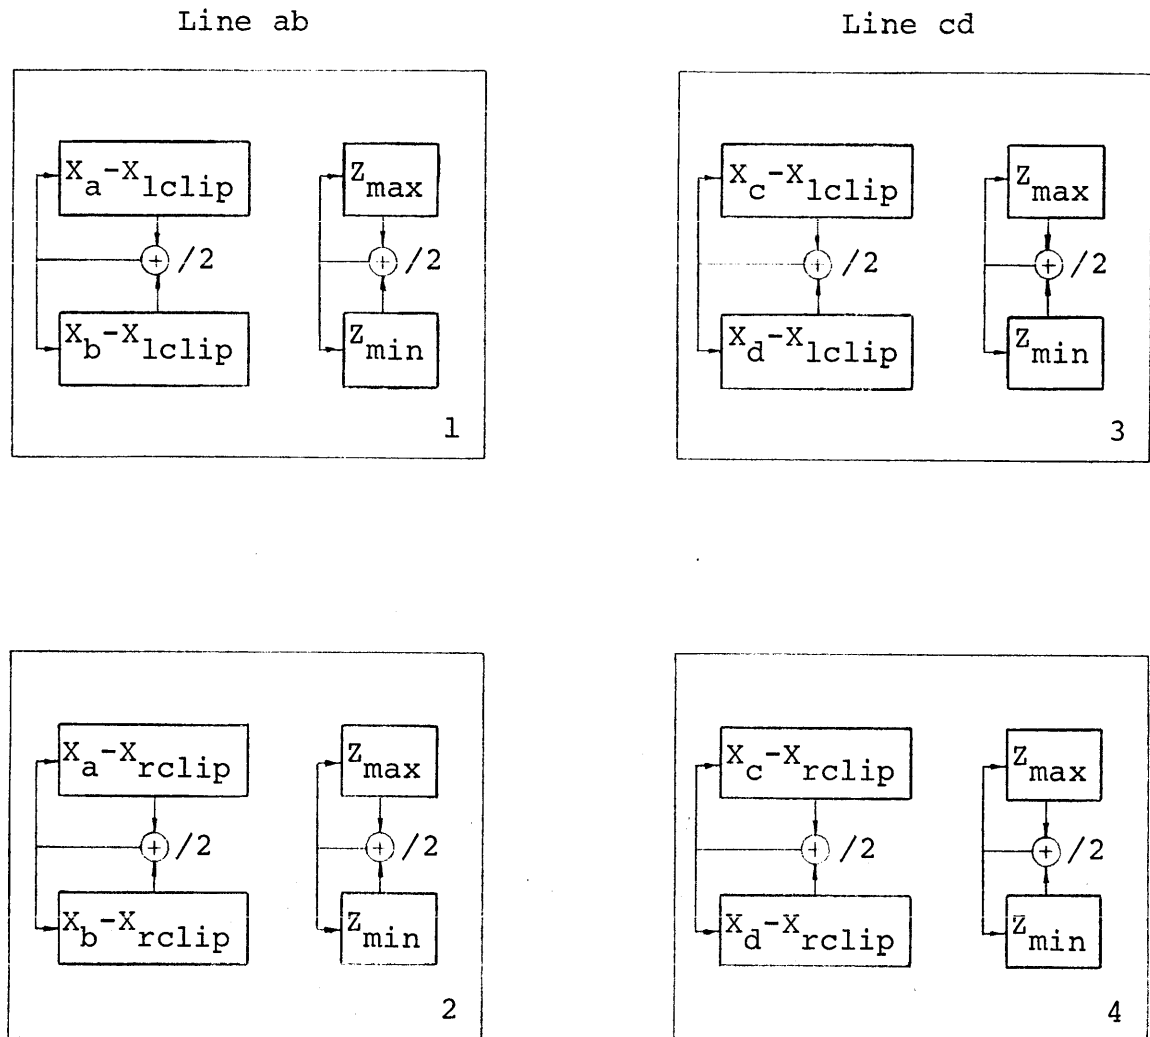 Line ab
Line cd
Xa-Xlclip
Zmax
/2
/2
Xb-Xlclip
Zmin
1
Xc-Xlclip
Zmax
/2
/2
Xd-Xlclip
Zmin
3
Xa-Xrclip
Zmax
/2
/2
Xb-Xrclip
Zmin
2
Xc-Xrclip
Zmax
/2
/2
Xd-Xrclip
Zmin
4